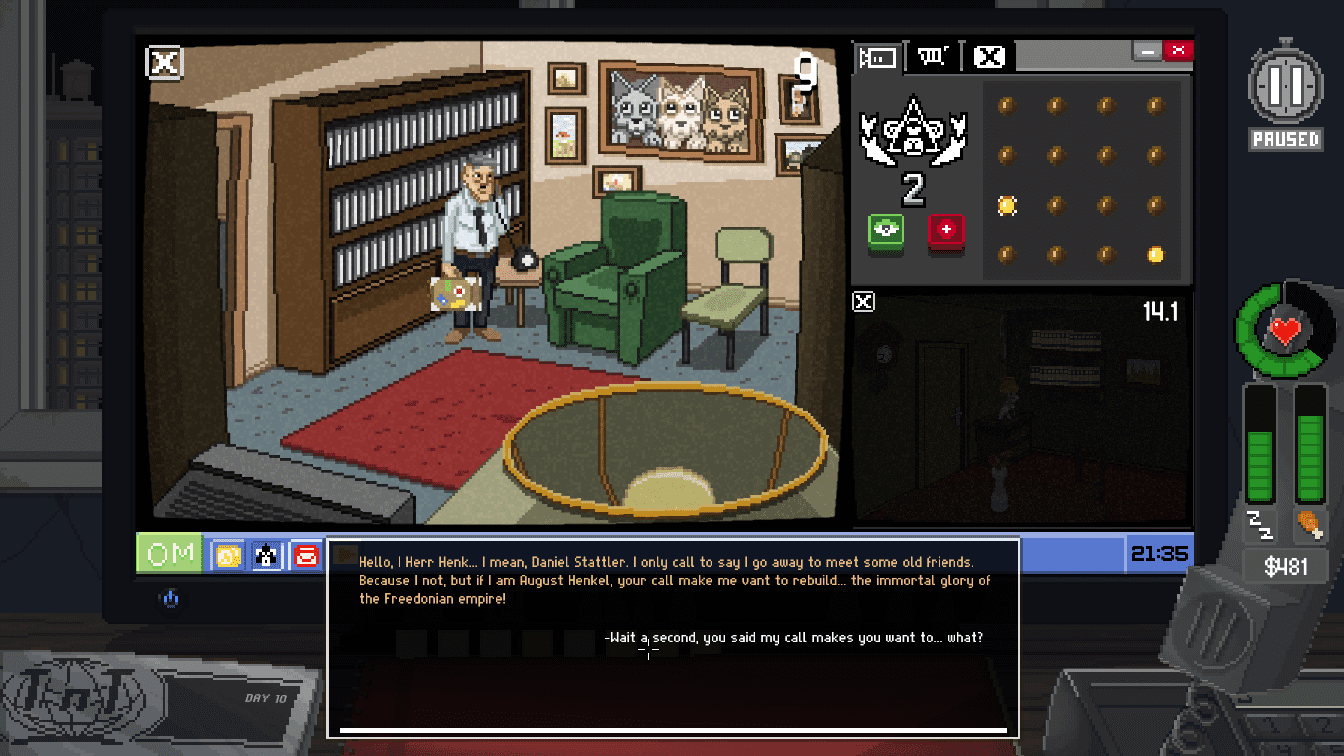 9
2
PAUSED
14.1
OM
21:35
$481
Hello, I Herr Henk... I mean, Daniel Stattler. I only call to say I go away to meet some old friends.
Because I not, but if I am August Henkel, your call make me vant to rebuild... the immortal glory of
the Freedonian empire!
-Wait a second, you said my call makes you want to... what?
TnT
DAY 10
1 2